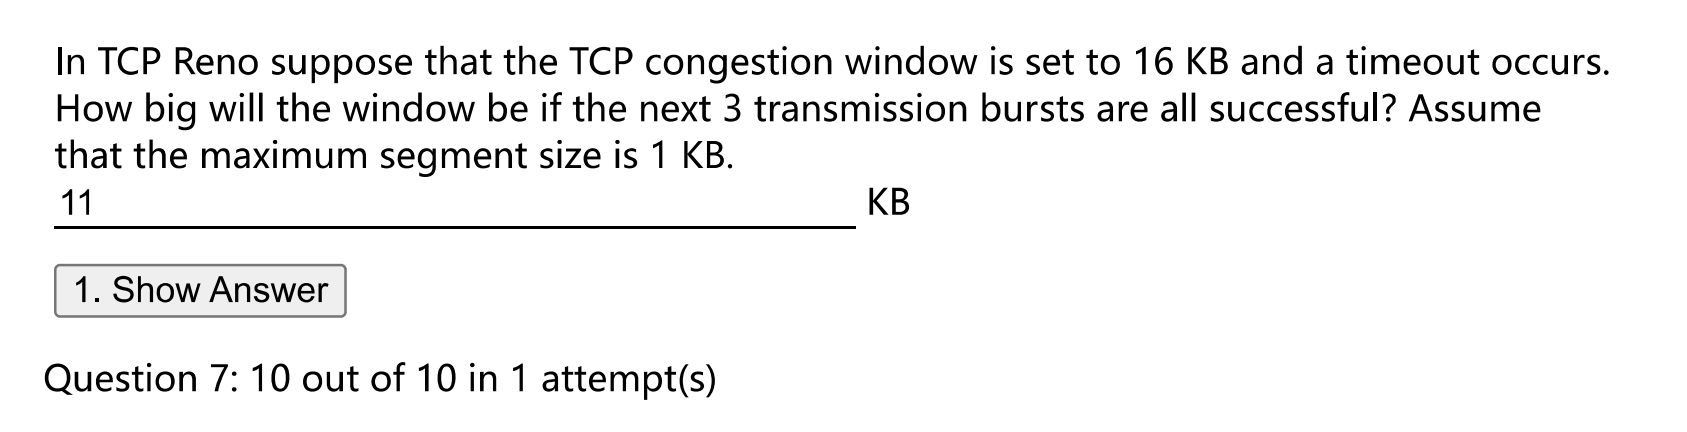 In TCP Reno suppose that the TCP congestion window is set to 16 KB and a timeout occurs.
How big will the window be if the next 3 transmission bursts are all successful? Assume
that the maximum segment size is 1 KB.
11 KB
1. Show Answer
Question 7: 10 out of 10 in 1 attempt(s)